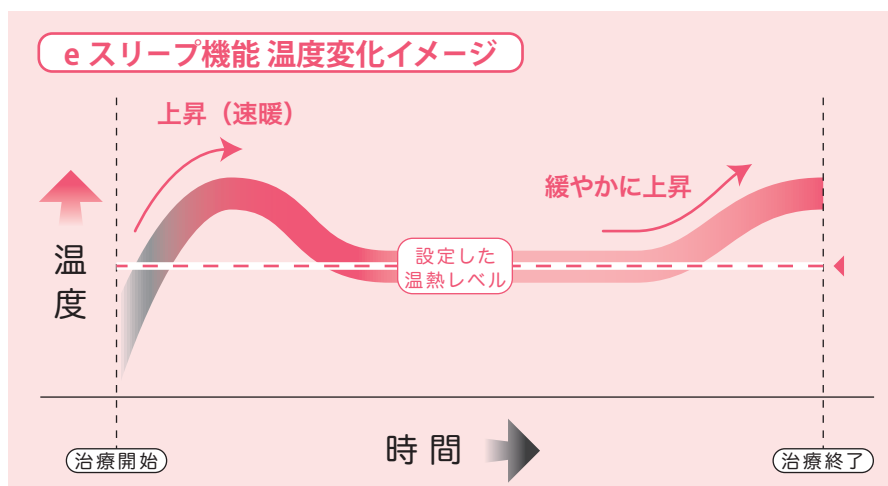 e スリープ機能 温度変化イメージ
上昇（速暖）
緩やかに上昇
温度
設定した
温熱レベル
時間
治療開始
治療終了